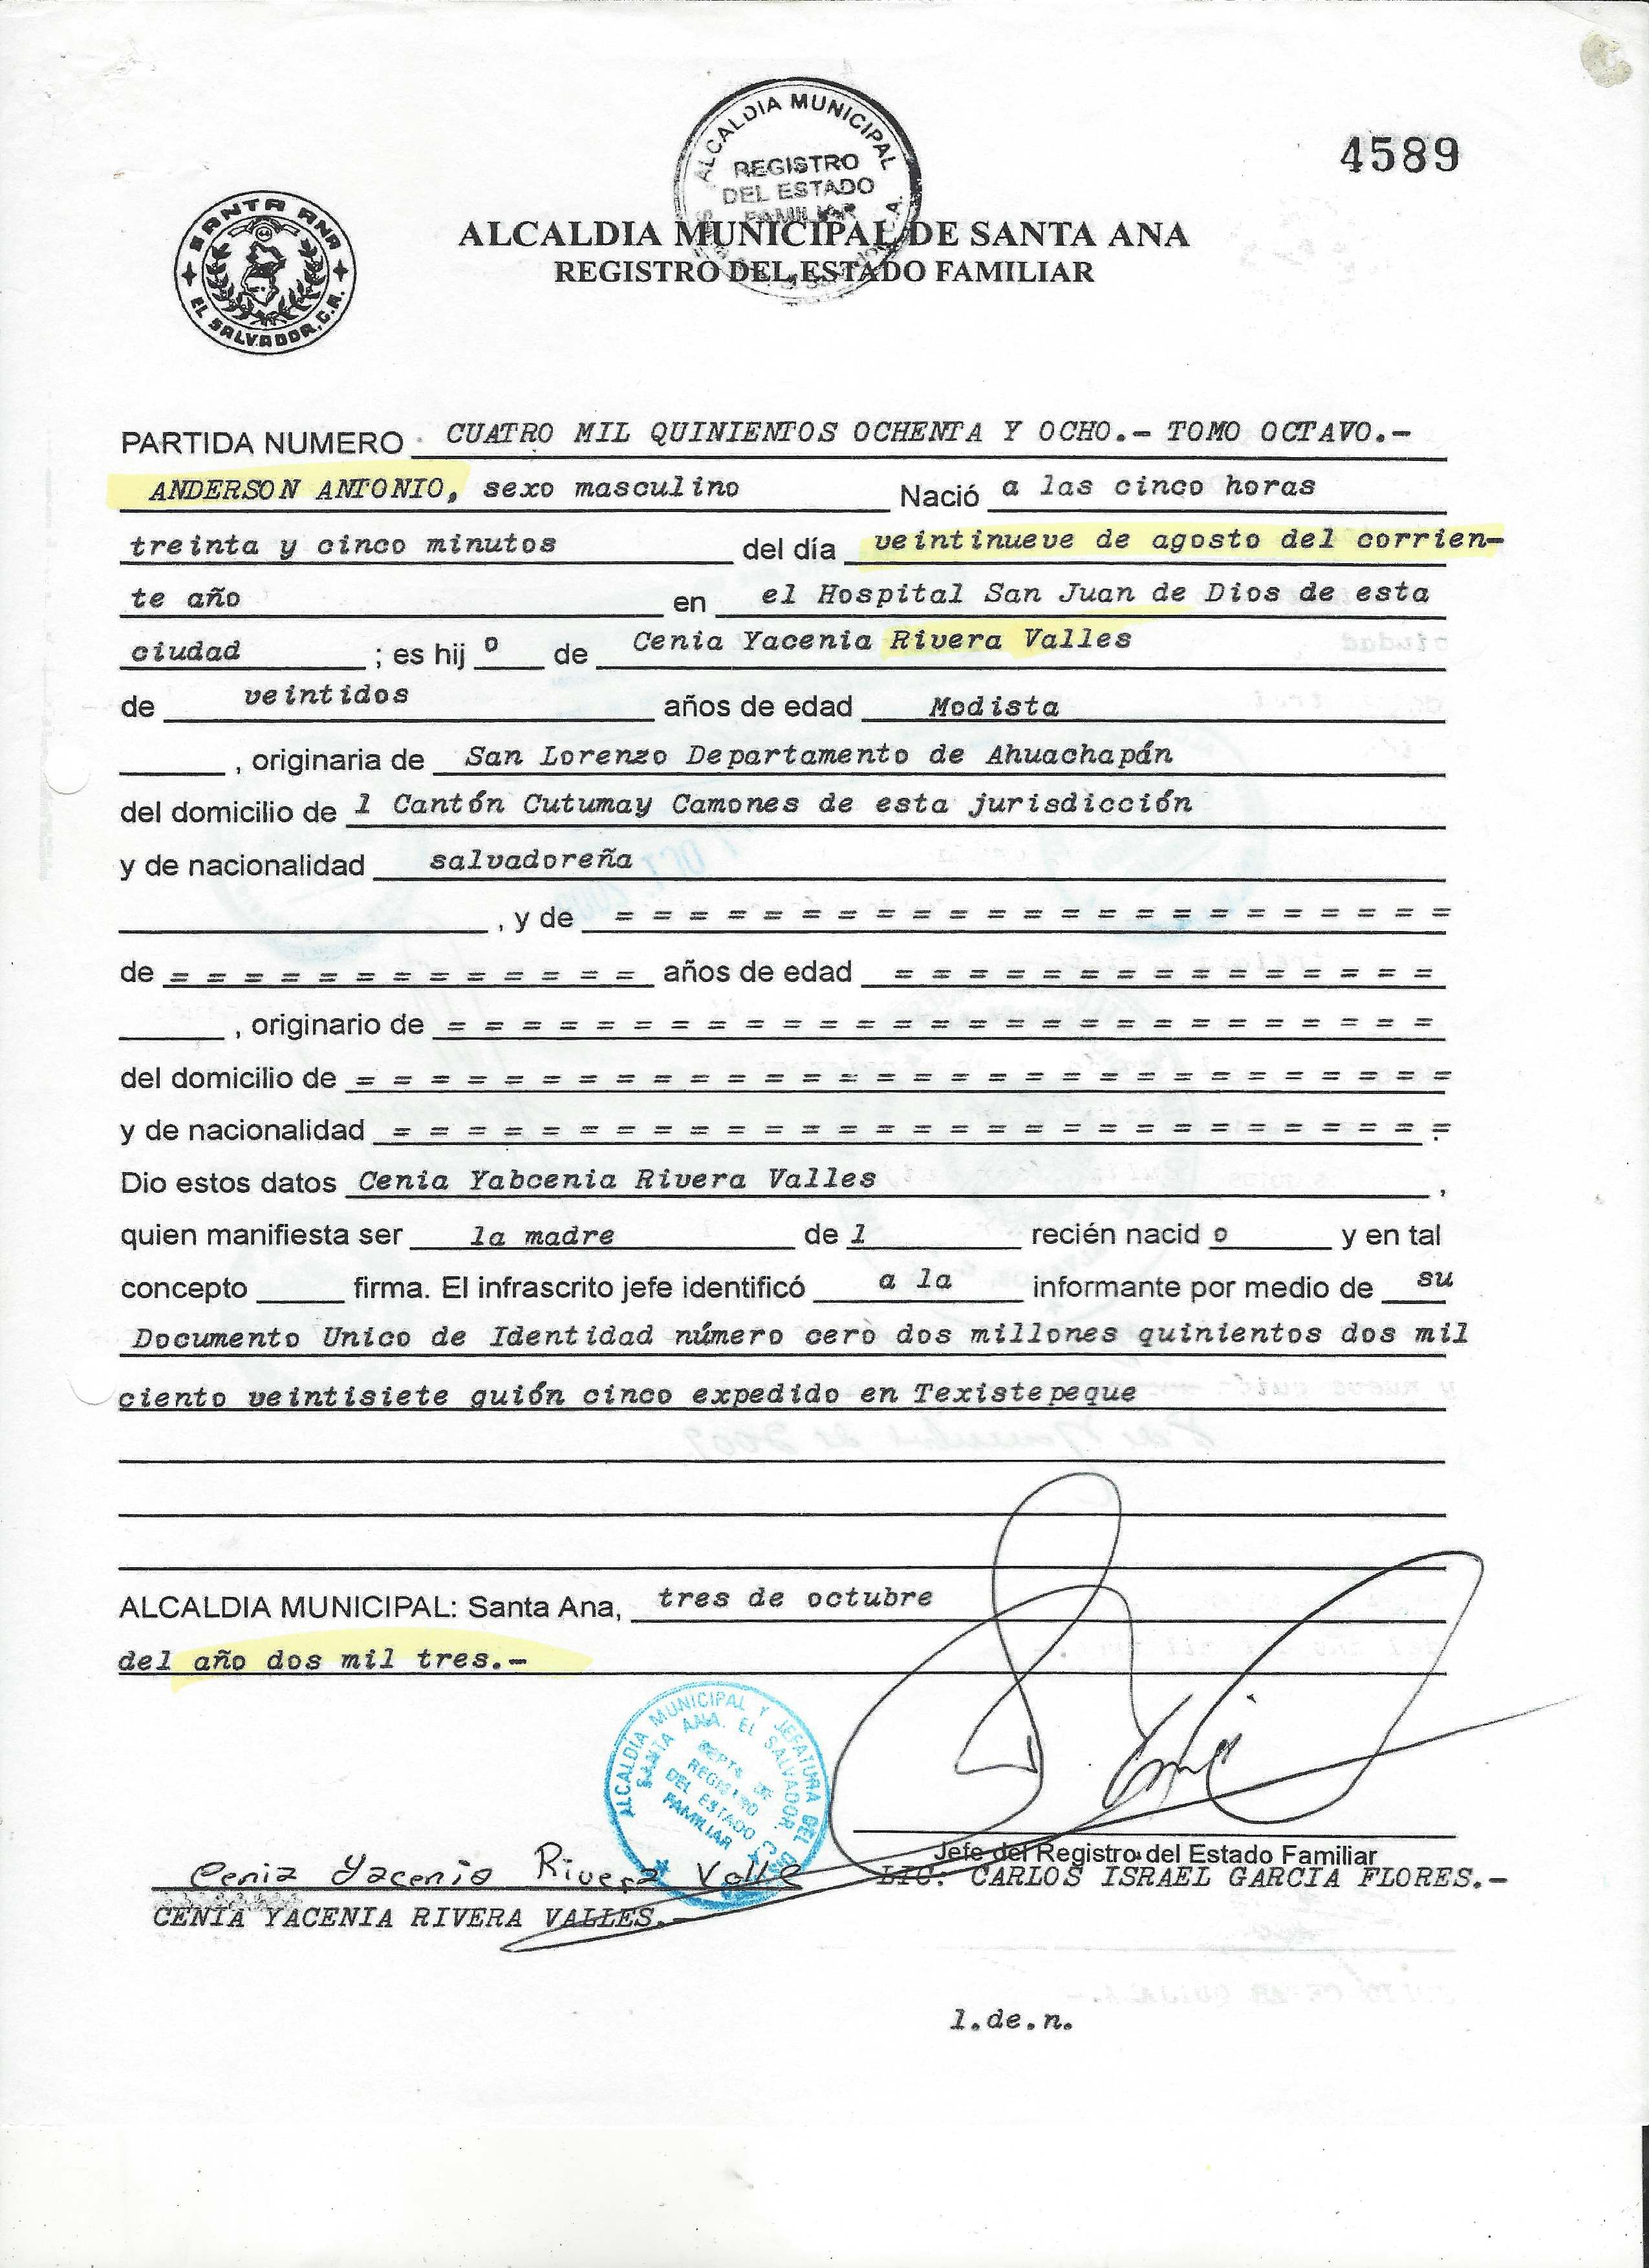 4589
ALCALDIA MUNICIPAL
REGISTRO
DEL ESTADO
FAMILIAR
SANTA ANA
EL SALVADOR, C.A.
ALCALDIA MUNICIPAL DE SANTA ANA
REGISTRO DEL ESTADO FAMILIAR
PARTIDA NUMERO CUATRO MIL QUINIENTOS OCHENTA Y OCHO.- TOMO OCTAVO.-
ANDERSON ANTONIO, sexo masculino Nació a las cinco horas
treinta y cinco minutos del día veintinueve de agosto del corrien-
te año en el Hospital San Juan de Dios de esta
ciudad ; es hij o de Cenia Yacenia Rivera Valles
de veintidos años de edad Modista
, originaria de San Lorenzo Departamento de Ahuachapán
del domicilio de l Cantón Cutumay Camones de esta jurisdicción
y de nacionalidad salvadoreña
, y de = = = = = = = = = = = = = = = = = = = = = = =
de = = = = = = = = = = = = = años de edad = = = = = = = = = = = = = = =
, originario de = = = = = = = = = = = = = = = = = = = = = = = = = = =
del domicilio de = = = = = = = = = = = = = = = = = = = = = = = = = = = = = =
y de nacionalidad = = = = = = = = = = = = = = = = = = = = = = = = = = = = = .
Dio estos datos Cenia Yabcenia Rivera Valles ,
quien manifiesta ser la madre de l recién nacid o y en tal
concepto firma. El infrascrito jefe identificó a la informante por medio de su
Documento Unico de Identidad número cero dos millones quinientos dos mil
ciento veintisiete guión cinco expedido en Texistepeque
ALCALDIA MUNICIPAL: Santa Ana, tres de octubre
del año dos mil tres.-
ALCALDIA MUNICIPAL Y JEFATURA DEL
SANTA ANA, EL SALVADOR, C.
DEPTO DE
REGISTRO
DEL ESTADO
FAMILIAR
Jefe del Registro del Estado Familiar
Cenia Yacenia Rivera Valle LIC: CARLOS ISRAEL GARCIA FLORES.-
CENIA YACENIA RIVERA VALLES.-
l.de.n.